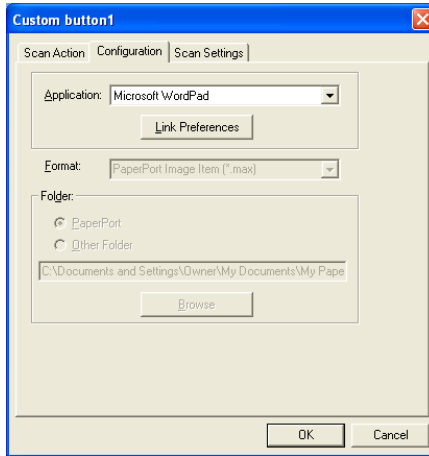 Custom button1
Scan Action Configuration Scan Settings
Application: Microsoft WordPad
Link Preferences
Format: PaperPort Image Item (*.max)
Folder:
PaperPort
Other Folder
C:\Documents and Settings\Owner\My Documents\My Pape
Browse
OK Cancel